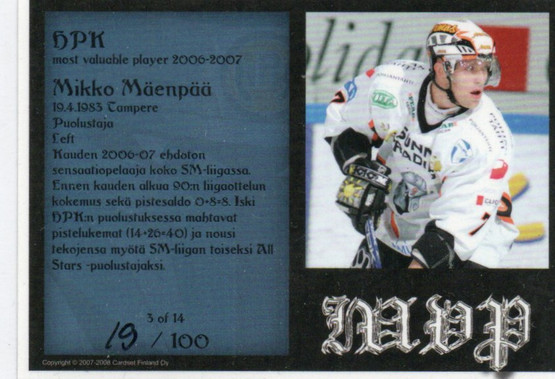 HPK
most valuable player 2006-2007
Mikko Mäenpää
19.4.1983 Tampere
Puolustaja
Left
Kauden 2006-07 ehdoton
sensaatiopelaaja koko SM-liigassa.
Ennen kauden alkua 90:n liigaottelun
kokemus sekä pistesaldo 0+8=8. Iski
HPK:n puolustuksessa mahtavat
pistelukemat (14+26=40) ja nousi
tekojensa myötä SM-liigan toiseksi All
Stars -puolustajaksi.
3 of 14
19 / 100
Copyright © 2007-2008 Cardset Finland Oy
mvp